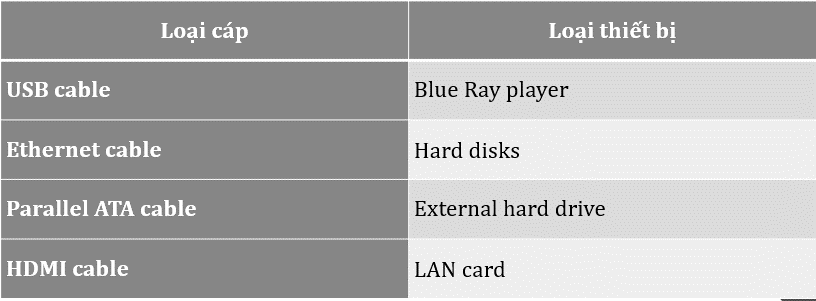 Loại cáp Loại thiết bị
USB cable Blue Ray player
Ethernet cable Hard disks
Parallel ATA cable External hard drive
HDMI cable LAN card